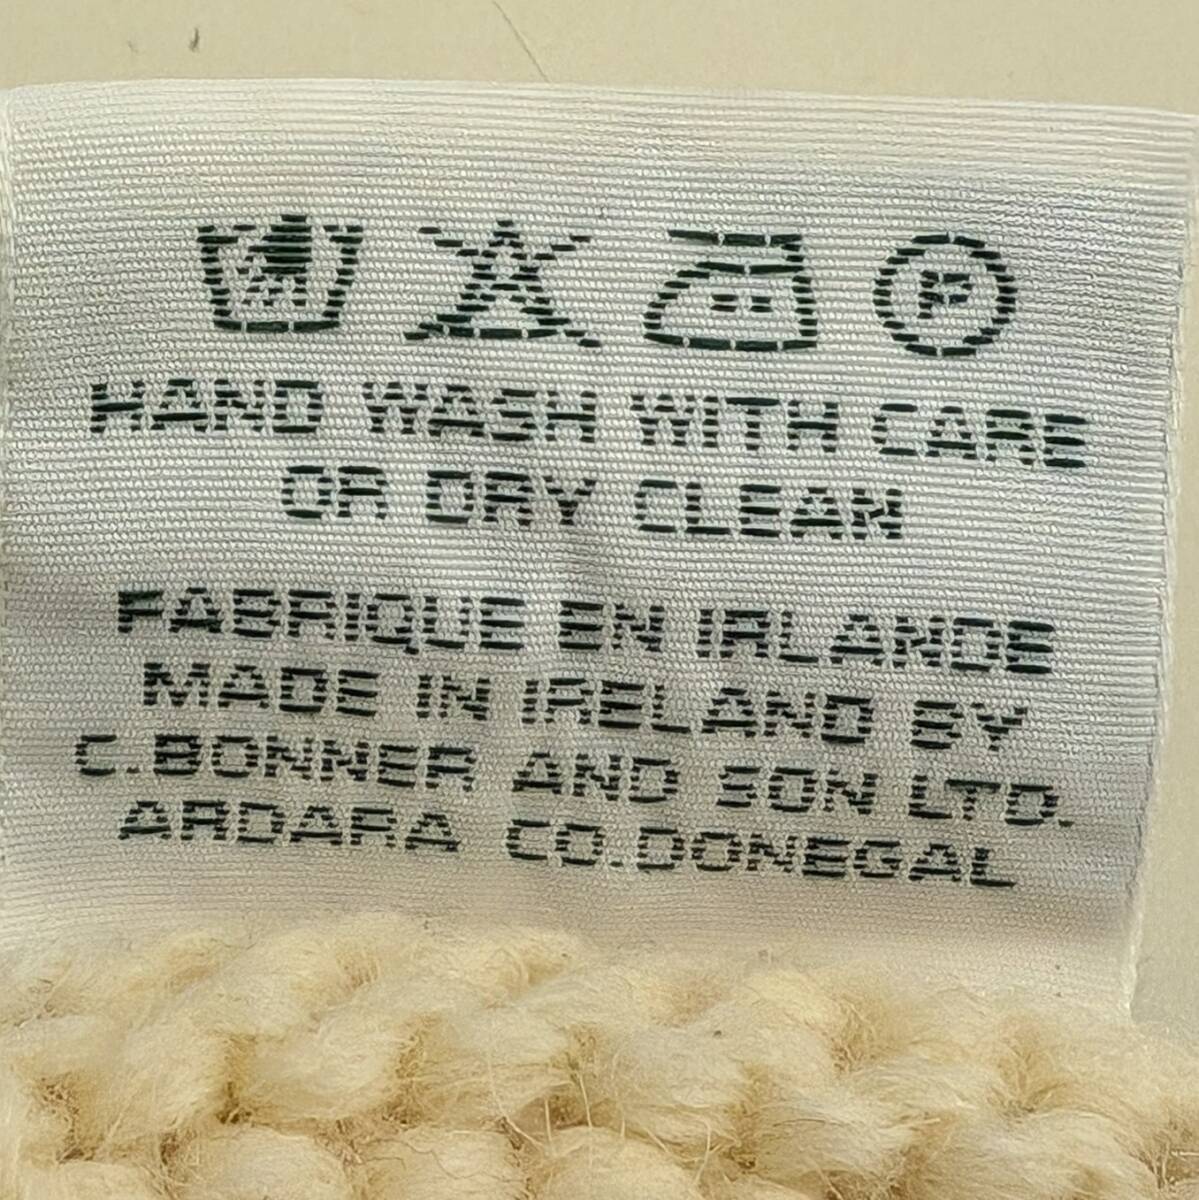 F
HAND WASH WITH CARE
OR DRY CLEAN
FABRIQUE EN IRLANDE
MADE IN IRELAND BY
C.BONNER AND SON LTD.
ARDARA CO.DONEGAL